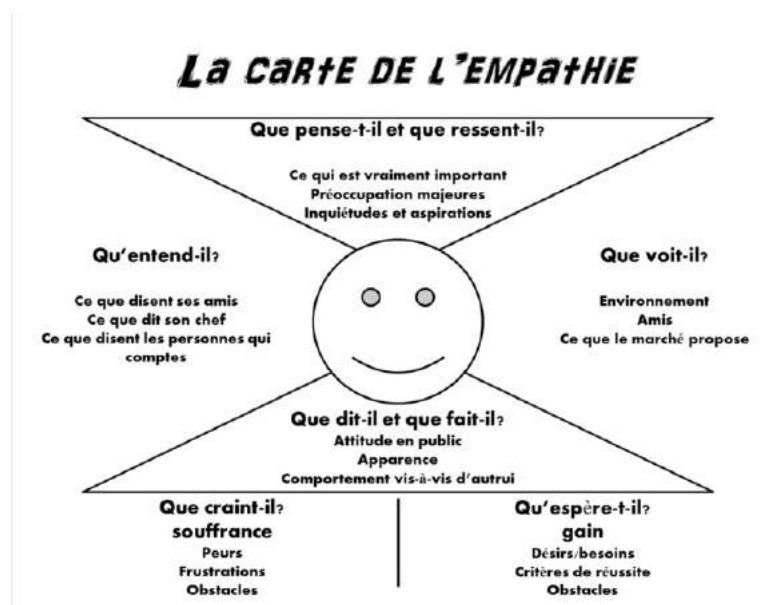 La carte de l'empathie
Que pense-t-il et que ressent-il?
Ce qui est vraiment important
Préoccupation majeures
Inquiétudes et aspirations
Qu'entend-il?
Ce que disent ses amis
Ce que dit son chef
Ce que disent les personnes qui
comptes
Que voit-il?
Environnement
Amis
Ce que le marché propose
Que dit-il et que fait-il?
Attitude en public
Apparence
Comportement vis-à-vis d'autrui
Que craint-il?
souffrance
Peurs
Frustrations
Obstacles
Qu'espère-t-il?
gain
Désirs/besoins
Critères de réussite
Obstacles